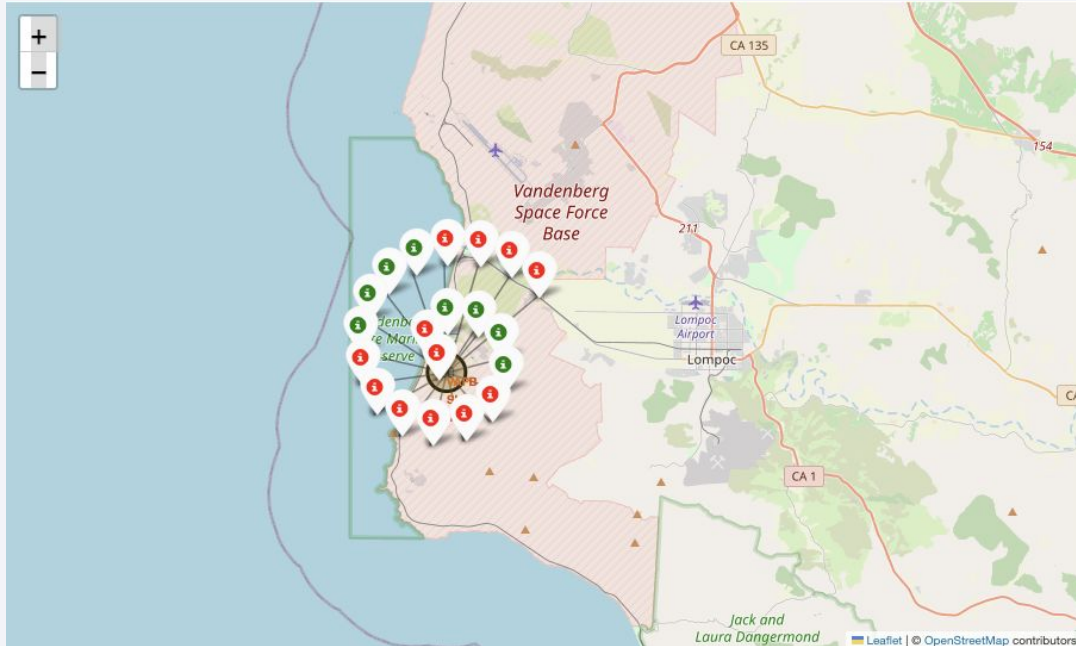 +
−
CA 135
154
Vandenberg
Space Force
Base
211
Lompoc
Airport
Lompoc
CA 1
Jack and
Laura Dangermond
Leaflet | © OpenStreetMap contributors